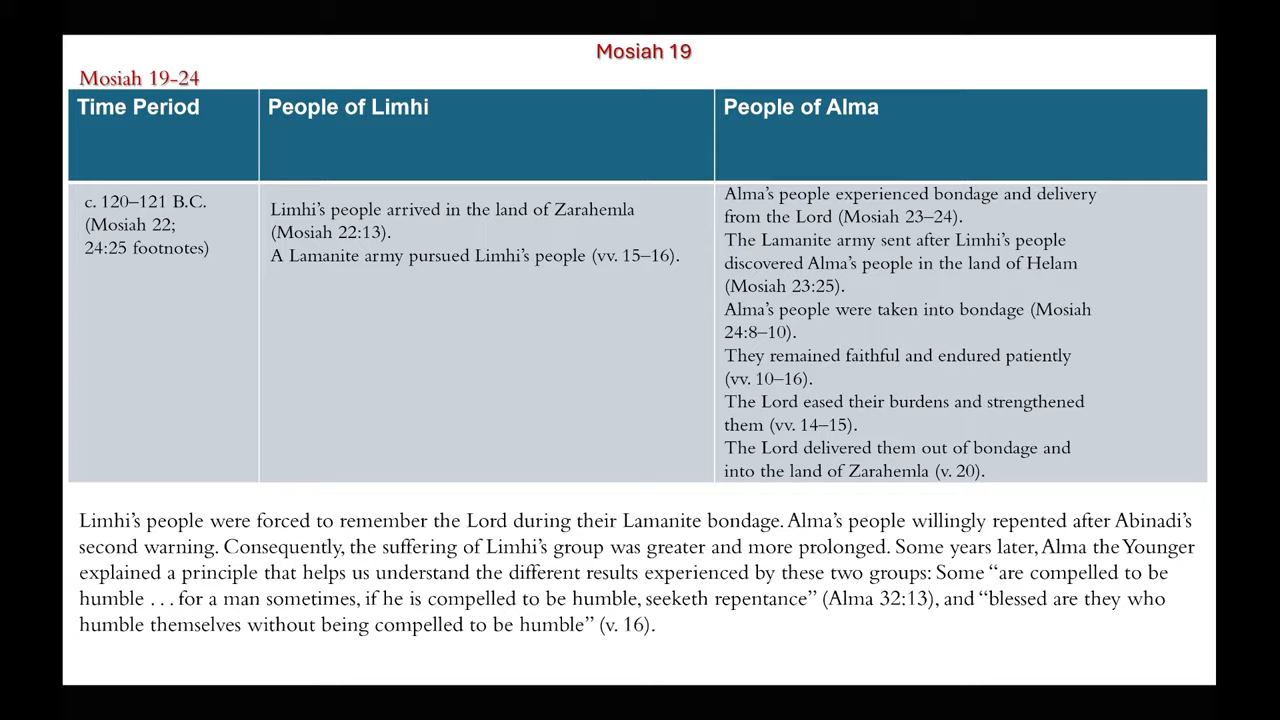 Mosiah 19
Mosiah 19-24
Time Period
People of Limhi
People of Alma
c. 120–121 B.C.
(Mosiah 22;
24:25 footnotes)
Limhi’s people arrived in the land of Zarahemla
(Mosiah 22:13).
A Lamanite army pursued Limhi’s people (vv. 15–16).
Alma’s people experienced bondage and delivery
from the Lord (Mosiah 23–24).
The Lamanite army sent after Limhi’s people
discovered Alma’s people in the land of Helam
(Mosiah 23:25).
Alma’s people were taken into bondage (Mosiah
24:8–10).
They remained faithful and endured patiently
(vv. 10–16).
The Lord eased their burdens and strengthened
them (vv. 14–15).
The Lord delivered them out of bondage and
into the land of Zarahemla (v. 20).
Limhi’s people were forced to remember the Lord during their Lamanite bondage. Alma’s people willingly repented after Abinadi’s
second warning. Consequently, the suffering of Limhi’s group was greater and more prolonged. Some years later, Alma the Younger
explained a principle that helps us understand the different results experienced by these two groups: Some “are compelled to be
humble . . . for a man sometimes, if he is compelled to be humble, seeketh repentance” (Alma 32:13), and “blessed are they who
humble themselves without being compelled to be humble” (v. 16).